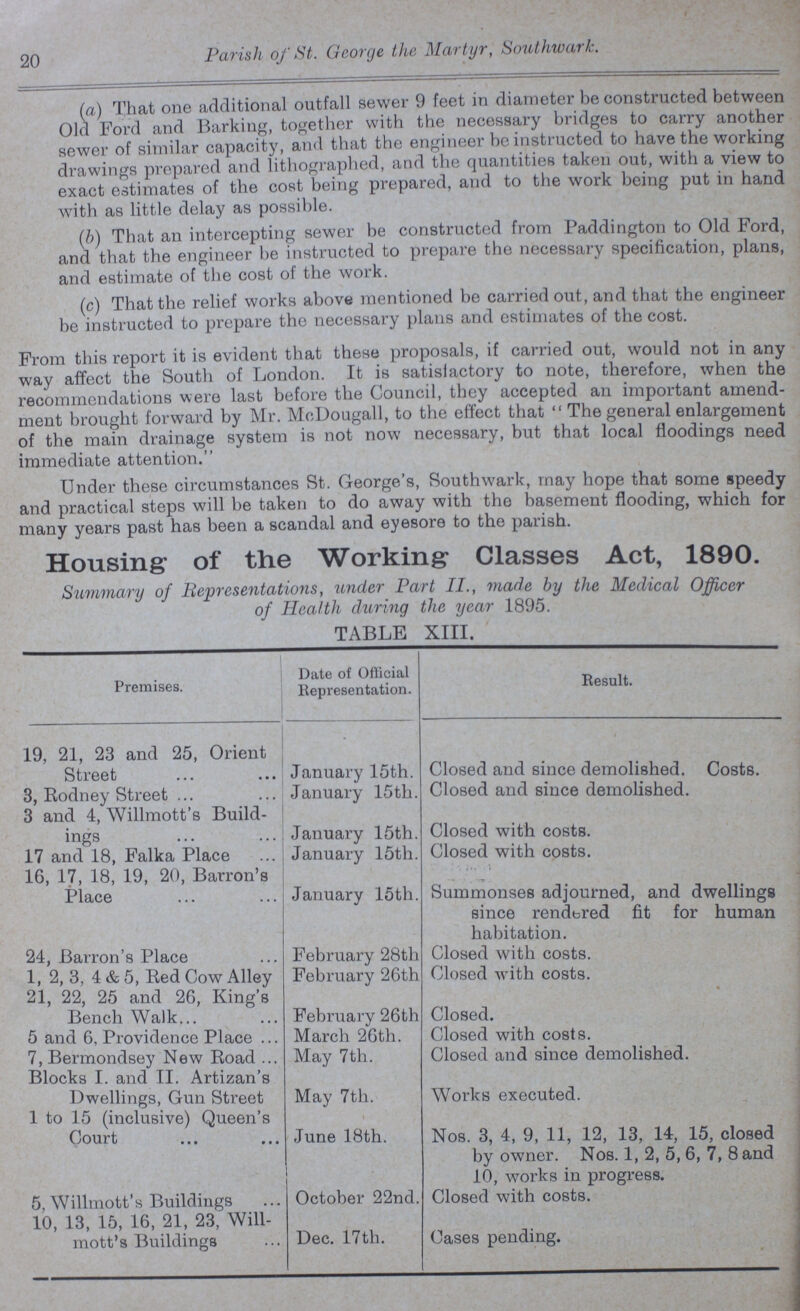 20
Parish of St. George the Martyr, Southwark.
(a) That one additional outfall sewer 9 feet in diameter be constructed between
Old Ford and Barking, together with the necessary bridges to carry another
sewer of similar capacity, and that the engineer be instructed to have the working
drawings prepared and lithographed, and the quantities taken out, with a view to
exact estimates of the cost being prepared, and to the work being put in hand
with as little delay as possible.
(b) That an intercepting sewer be constructed from Paddington to Old Ford,
and that the engineer be instructed to prepare the necessary specification, plans,
and estimate of the cost of the work.
(c) That the relief works above mentioned be carried out, and that the engineer
be instructed to prepare the necessary plans and estimates of the cost.
From this report it is evident that these proposals, if carried out, would not in any
way affect the South of London. It is satisfactory to note, therefore, when the
recommendations were last before the Council, they accepted an important amend-
ment brought forward by Mr. McDougall, to the effect that "The general enlargement
of the main drainage system is not now necessary, but that local floodings need
immediate attention."
Under these circumstances St. George's, Southwark, may hope that some speedy
and practical steps will be taken to do away with the basement flooding, which for
many years past has been a scandal and eyesore to the parish.
Housing of the Working Classes Act, 1890.
Summary of Representations, under Part II., made by the Medical Officer
of Health during the year 1895.
TABLE XIII.
Premises. Date of Official Representation. Result.
19, 21, 23 and 25, Orient
Street ... ... January 15th. Closed and since demolished. Costs.
3, Rodney Street ... ... January 15th. Closed and since demolished.
3 and 4, Willmott's Build-
ings ... ... January 15th. Closed with costs.
17 and 18, Falka Place ... January 15th. Closed with costs.
16, 17, 18, 19, 20, Barron's
Place ... ... January 15th. Summonses adjourned, and dwellings
since rendered fit for human
habitation.
24, Barron's Place ... February 28th Closed with costs.
1, 2, 3, 4 & 5, Red Cow Alley February 26th Closed with costs.
21, 22, 25 and 26, King's
Bench Walk... ... February 26th Closed.
5 and 6, Providence Place ... March 26th. Closed with costs.
7, Bermondsey New Road ... May 7th. Closed and since demolished.
Blocks I. and II. Artizan's
Dwellings, Gun Street May 7th. Works executed.
1 to 15 (inclusive) Queen's
Court ... ... June 18th. Nos. 3, 4, 9, 11, 12, 13, 14, 15, closed
by owner. Nos. 1, 2, 5, 6, 7, 8 and
10, works in progress.
5, Willmott's Buildings ... October 22nd. Closed with costs.
10, 13, 15, 16, 21, 23, Will-
mott's Buildings ... Dec. 17th. Cases pending.